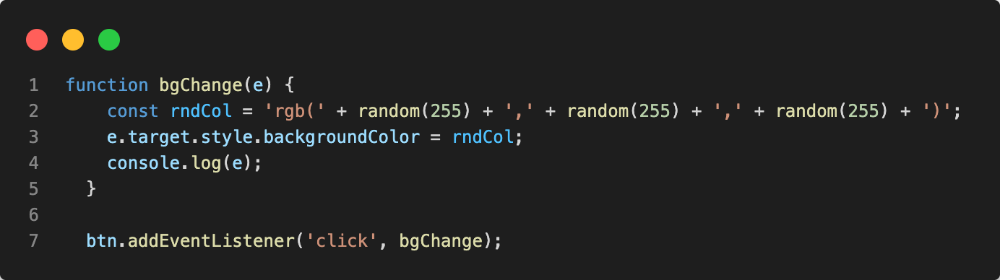 1 function bgChange(e) {
2 const rndCol = 'rgb(' + random(255) + ',' + random(255) + ',' + random(255) + ')';
3 e.target.style.backgroundColor = rndCol;
4 console.log(e);
5 }
6
7 btn.addEventListener('click', bgChange);